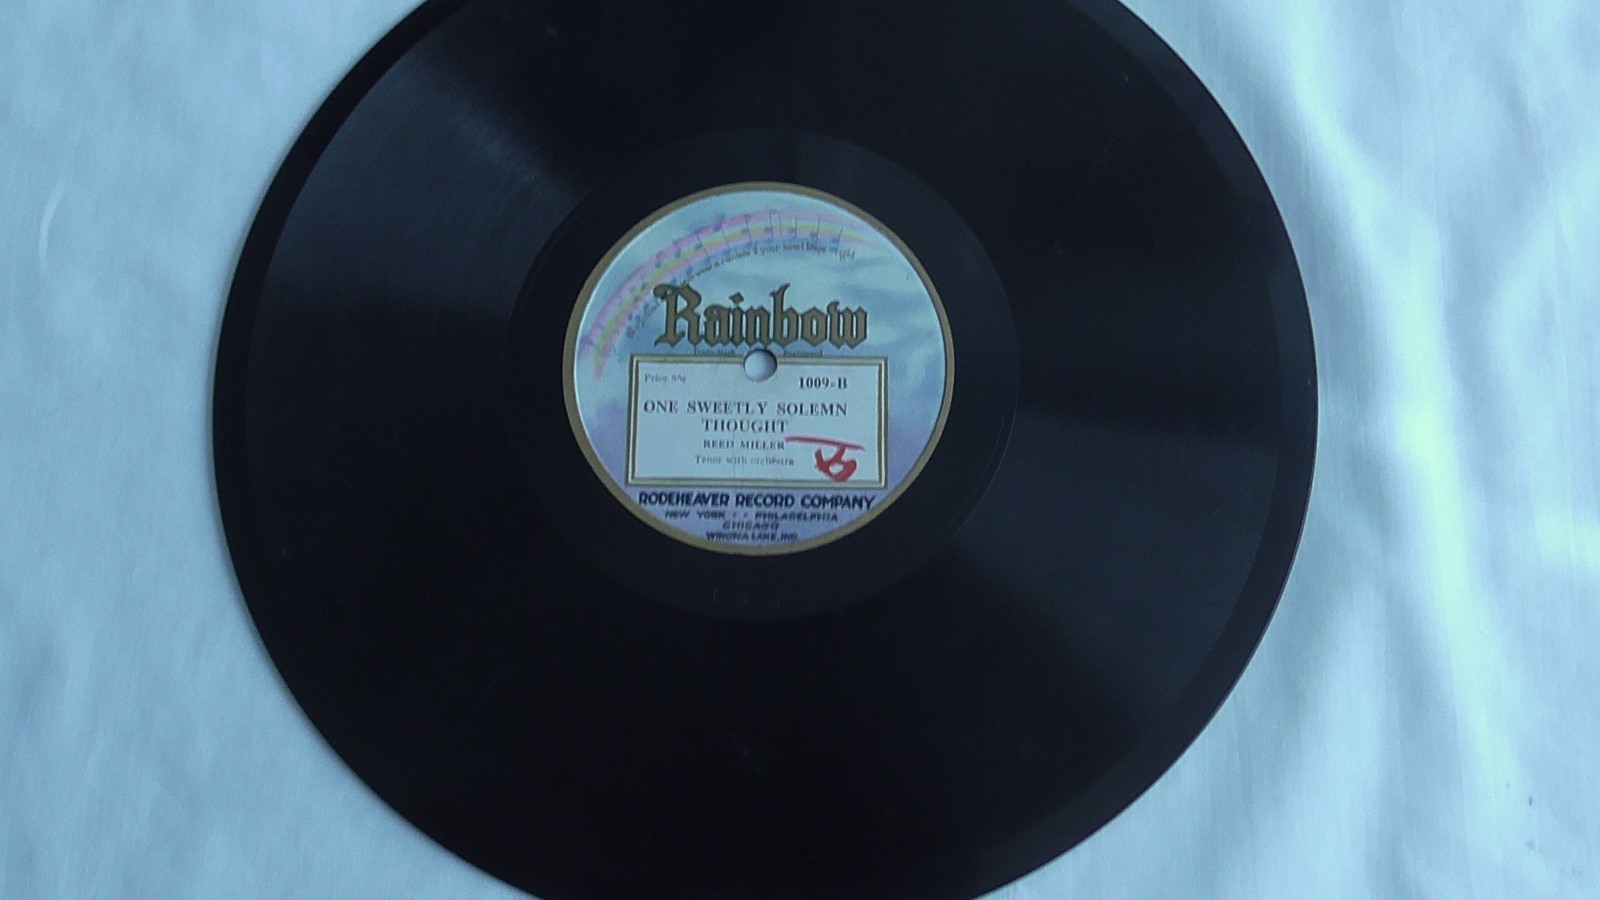 Rainbow
Price
1009-B
ONE SWEETLY SOLEMN
THOUGHT
REED MILLER
Tenor with orchestra
RODEHEAVER RECORD COMPANY
NEW YORK PHILADELPHIA
CHICAGO
WINONA LAKE, IND.